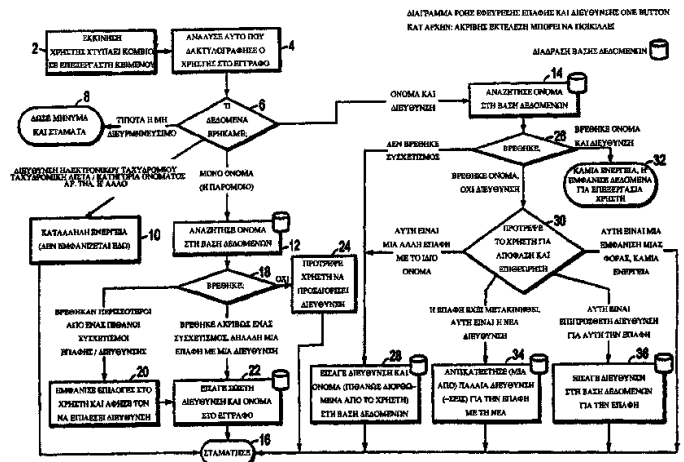 ΔΙΑΓΡΑΜΜΑ ΡΟΗΣ ΕΦΕΥΡΕΣΗΣ ΕΠΑΦΗΣ ΚΑΙ ΔΙΕΥΘΥΝΣΗΣ ONE BUTTON
ΚΑΤ ΑΡΧΗΝ: ΑΚΡΙΒΗΣ ΕΚΤΕΛΕΣΗ ΜΠΟΡΕΙ ΝΑ ΠΟΙΚΙΛΛΕΙ
ΔΙΑΔΡΑΣΗ ΒΑΣΗΣ ΔΕΔΟΜΕΝΩΝ
2
ΕΚΚΙΝΗΣΗ
ΧΡΗΣΤΗΣ ΧΤΥΠΑΕΙ ΚΟΜΒΙΟ
ΣΕ ΕΠΕΞΕΡΓΑΣΤΗ ΚΕΙΜΕΝΟΥ
4
ΑΝΑΛΥΣΕ ΑΥΤΟ ΠΟΥ
ΔΑΚΤΥΛΟΓΡΑΦΗΣΕ Ο
ΧΡΗΣΤΗΣ ΣΤΟ ΕΓΓΡΑΦΟ
6
ΤΙ
ΔΕΔΟΜΕΝΑ
ΒΡΗΚΑΜΕ;
8
ΔΩΣΕ ΜΗΝΥΜΑ
ΚΑΙ ΣΤΑΜΑΤΑ
ΤΙΠΟΤΑ Η ΜΗ
ΔΙΕΥΡΜΗΝΕΥΣΙΜΟ
ΟΝΟΜΑ ΚΑΙ
ΔΙΕΥΘΥΝΣΗ
14
ΑΝΑΖΗΤΗΣΕ ΟΝΟΜΑ
ΣΤΗ ΒΑΣΗ ΔΕΔΟΜΕΝΩΝ
26
ΒΡΕΘΗΚΕ;
ΔΕΝ ΒΡΕΘΗΚΕ
ΣΥΣΧΕΤΙΣΜΟΣ
ΒΡΕΘΗΚΕ ΟΝΟΜΑ
ΚΑΙ ΔΙΕΥΘΥΝΣΗ
32
ΚΑΜΙΑ ΕΝΕΡΓΕΙΑ, Η
ΕΜΦΑΝΙΣΕ ΔΕΔΟΜΕΝΑ
ΓΙΑ ΕΠΕΞΕΡΓΑΣΙΑ
ΧΡΗΣΤΗ
ΒΡΕΘΗΚΕ ΟΝΟΜΑ,
ΟΧΙ ΔΙΕΥΘΥΝΣΗ
ΔΙΕΥΘΥΝΣΗ ΗΛΕΚΤΡΟΝΙΚΟΥ ΤΑΧΥΔΡΟΜΕΙΟΥ
ΤΑΧΥΔΡΟΜΙΚΗ ΛΙΣΤΑ / ΚΑΤΗΓΟΡΙΑ ΟΝΟΜΑΤΟΣ
ΑΡ. ΤΗΛ. Η ΑΛΛΟ
ΜΟΝΟ ΟΝΟΜΑ
(Η ΠΑΡΟΜΟΙΟ)
10
ΚΑΤΑΛΛΗΛΗ ΕΝΕΡΓΕΙΑ
(ΔΕΝ ΕΜΦΑΝΙΖΕΤΑΙ ΕΔΩ)
12
ΑΝΑΖΗΤΗΣΕ ΟΝΟΜΑ
ΣΤΗ ΒΑΣΗ ΔΕΔΟΜΕΝΩΝ
18
ΒΡΕΘΗΚΕ;
ΟΧΙ
24
ΠΡΟΤΡΕΨΕ
ΧΡΗΣΤΗ ΝΑ
ΠΡΟΣΔΙΟΡΙΣΕΙ
ΔΙΕΥΘΥΝΣΗ
30
ΠΡΟΤΡΕΨΕ
ΤΟ ΧΡΗΣΤΗ ΓΙΑ
ΑΠΟΦΑΣΗ ΚΑΙ
ΕΠΙΘΕΩΡΗΣΗ
ΑΥΤΗ ΕΙΝΑΙ
ΜΙΑ ΑΛΛΗ ΕΠΑΦΗ
ΜΕ ΤΟ ΙΔΙΟ
ΟΝΟΜΑ
ΑΥΤΗ ΕΙΝΑΙ ΜΙΑ
ΕΜΦΑΝΙΣΗ ΜΙΑΣ
ΦΟΡΑΣ, ΚΑΜΙΑ
ΕΝΕΡΓΕΙΑ
ΒΡΕΘΗΚΑΝ ΠΕΡΙΣΣΟΤΕΡΟΙ
ΑΠΟ ΕΝΑΣ ΠΙΘΑΝΟΙ
ΣΥΣΧΕΤΙΣΜΟΙ
ΕΠΑΦΗΣ / ΔΙΕΥΘΥΝΣΗΣ
ΒΡΕΘΗΚΕ ΑΚΡΙΒΩΣ ΕΝΑΣ
ΣΥΣΧΕΤΙΣΜΟΣ, ΔΗΛΑΔΗ ΜΙΑ
ΕΠΑΦΗ ΜΕ ΜΙΑ ΔΙΕΥΘΥΝΣΗ
Η ΕΠΑΦΗ ΕΧΕΙ ΜΕΤΑΚΙΝΗΘΕΙ,
ΑΥΤΗ ΕΙΝΑΙ Η ΝΕΑ
ΔΙΕΥΘΥΝΣΗ
ΑΥΤΗ ΕΙΝΑΙ
ΕΠΙΠΡΟΣΘΕΤΗ ΔΙΕΥΘΥΝΣΗ
ΓΙΑ ΑΥΤΗ ΤΗΝ ΕΠΑΦΗ
20
ΕΜΦΑΝΙΣΕ ΕΠΙΛΟΓΕΣ ΣΤΟ
ΧΡΗΣΤΗ ΚΑΙ ΑΦΗΣΕ ΤΟΝ
ΝΑ ΕΠΙΛΕΞΕΙ ΔΙΕΥΘΥΝΣΗ
22
ΕΙΣΑΓΕ ΣΩΣΤΗ
ΔΙΕΥΘΥΝΣΗ ΚΑΙ ΟΝΟΜΑ
ΣΤΟ ΕΓΓΡΑΦΟ
28
ΕΙΣΑΓΕ ΔΙΕΥΘΥΝΣΗ ΚΑΙ
ΟΝΟΜΑ (ΠΙΘΑΝΩΣ ΔΙΟΡΘΩ-
ΜΕΝΑ ΑΠΟ ΤΟ ΧΡΗΣΤΗ)
ΣΤΗ ΒΑΣΗ ΔΕΔΟΜΕΝΩΝ
34
ΑΝΤΙΚΑΤΕΣΤΗΣΕ (ΜΙΑ
ΑΠΟ) ΠΑΛΑΙΑ ΔΙΕΥΘΥΝΣΗ
(-ΣΕΙΣ) ΓΙΑ ΤΗΝ ΕΠΑΦΗ
ΜΕ ΤΗ ΝΕΑ
36
ΕΙΣΑΓΕ ΔΙΕΥΘΥΝΣΗ
ΣΤΗ ΒΑΣΗ ΔΕΔΟΜΕΝΩΝ
ΓΙΑ ΤΗΝ ΕΠΑΦΗ
ΣΤΑΜΑΤΗΣΕ
16